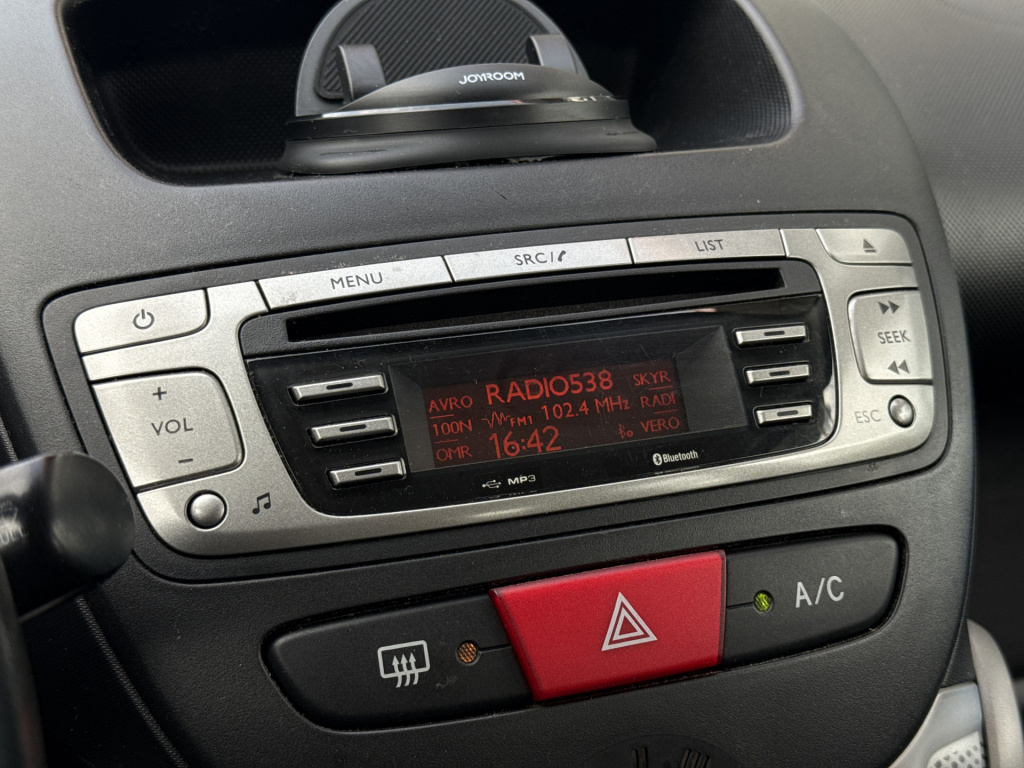 JOYROOM
MENU
SRC/
LIST
+
VOL
−
SEEK
ESC
AVRO RADIO538 SKYR
100N FM1 102.4 MHz RADI
OMR 16:42 VERO
MP3
Bluetooth
A/C